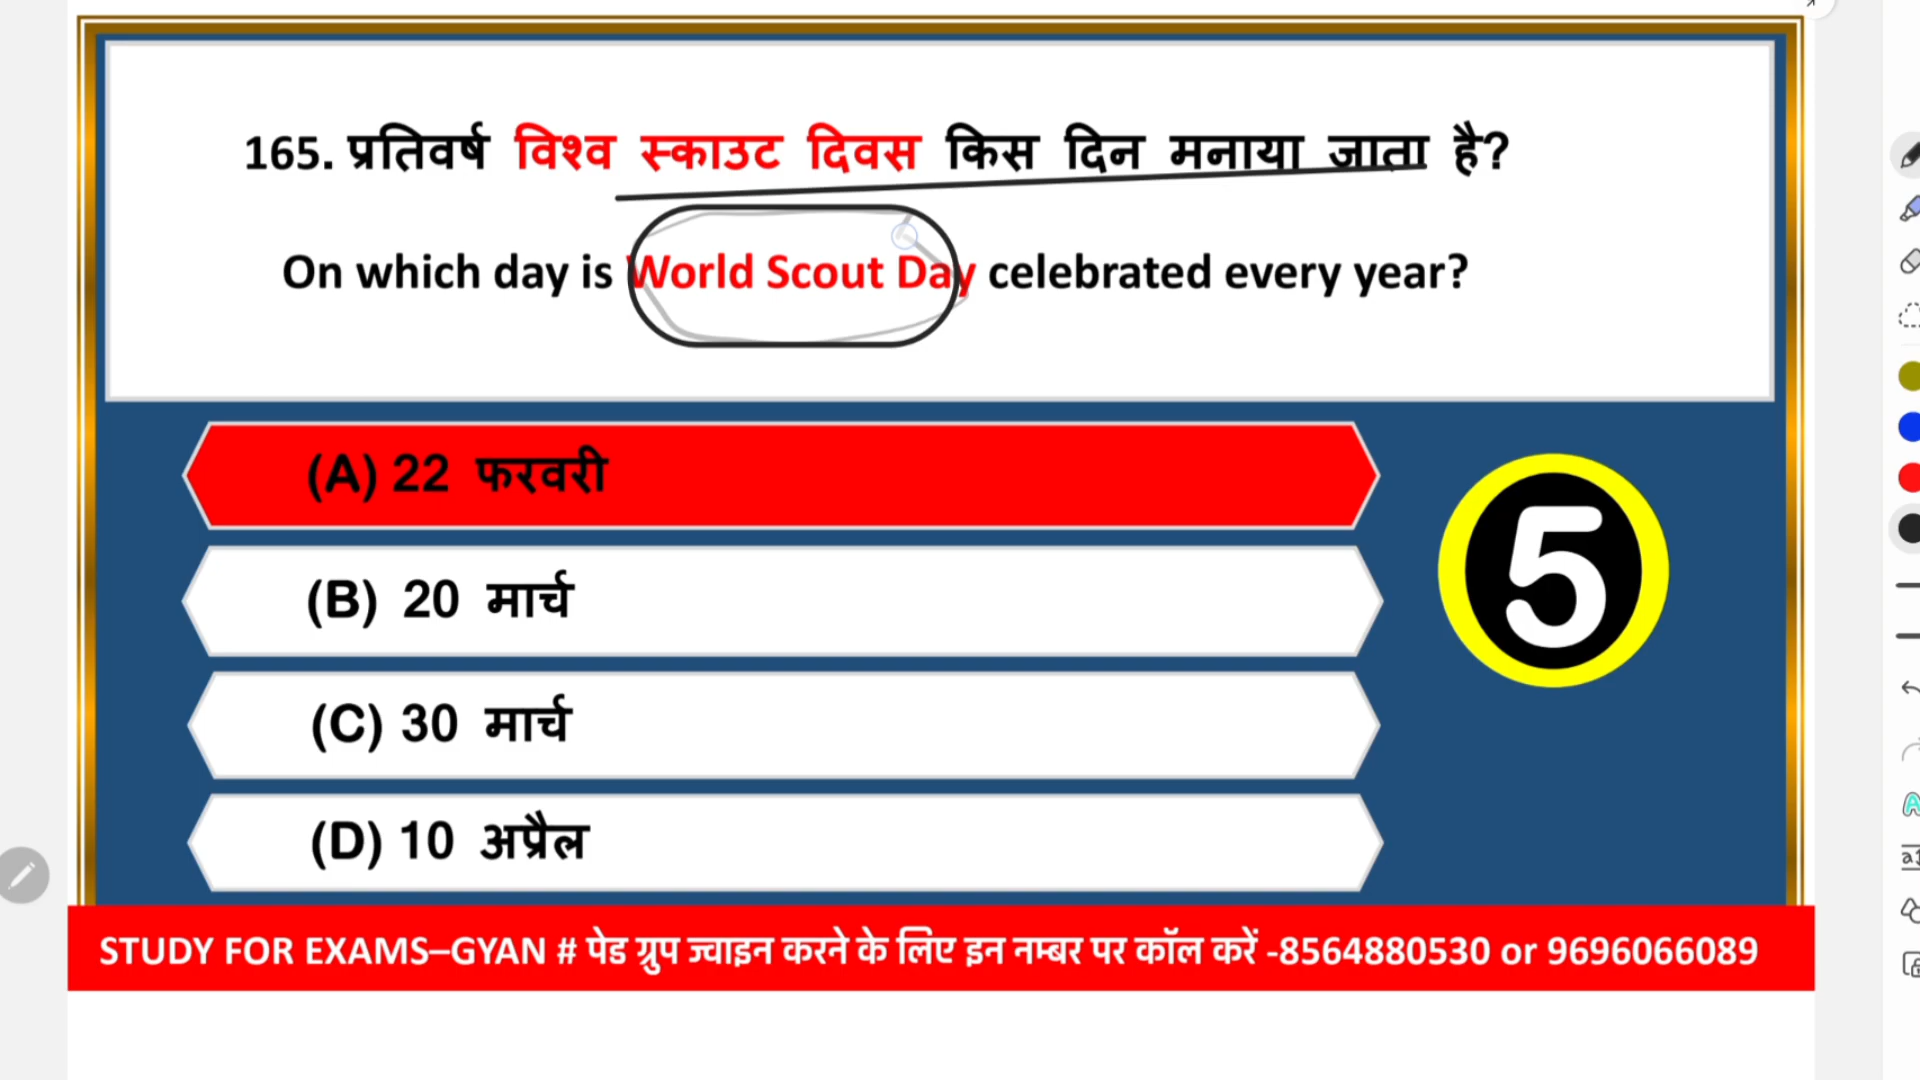 165. प्रतिवर्ष विश्व स्काउट दिवस किस दिन मनाया जाता है?
On which day is World Scout Day celebrated every year?
(A) 22 फरवरी
(B) 20 मार्च
5
(C) 30 मार्च
(D) 10 अप्रैल
STUDY FOR EXAMS–GYAN # पेड ग्रुप ज्वाइन करने के लिए इन नम्बर पर कॉल करें -8564880530 or 9696066089